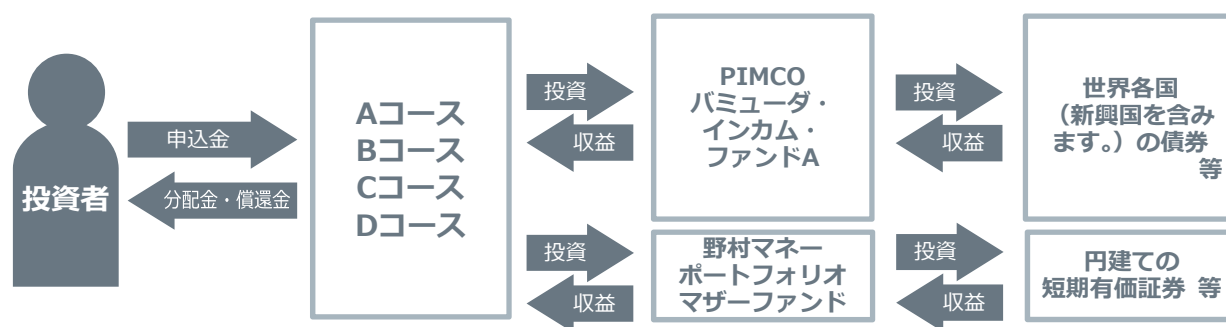 投資者
申込金
分配金・償還金
Aコース
Bコース
Cコース
Dコース
投資
収益
PIMCO
バミューダ・
インカム・
ファンドA
投資
収益
世界各国
（新興国を含み
ます。）の債券
等
投資
収益
野村マネー
ポートフォリオ
マザーファンド
投資
収益
円建ての
短期有価証券 等